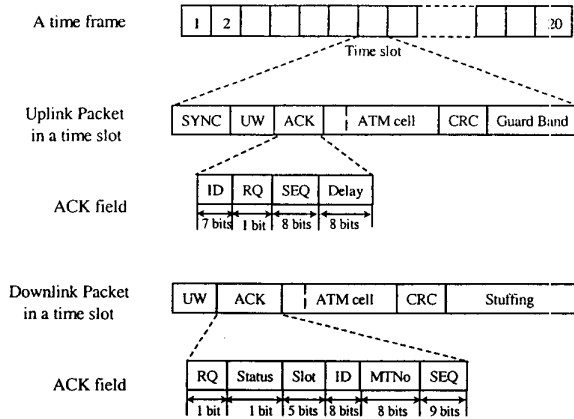 A time frame 1 2 20
Time slot
Uplink Packet
in a time slot
SYNC UW ACK ATM cell CRC Guard Band
ID RQ SEQ Delay
ACK field
7 bits 1 bit 8 bits 8 bits
Downlink Packet
in a time slot
UW ACK ATM cell CRC Stuffing
RQ Status Slot ID MTNo SEQ
ACK field
1 bit 1 bit 5 bits 8 bits 8 bits 9 bits